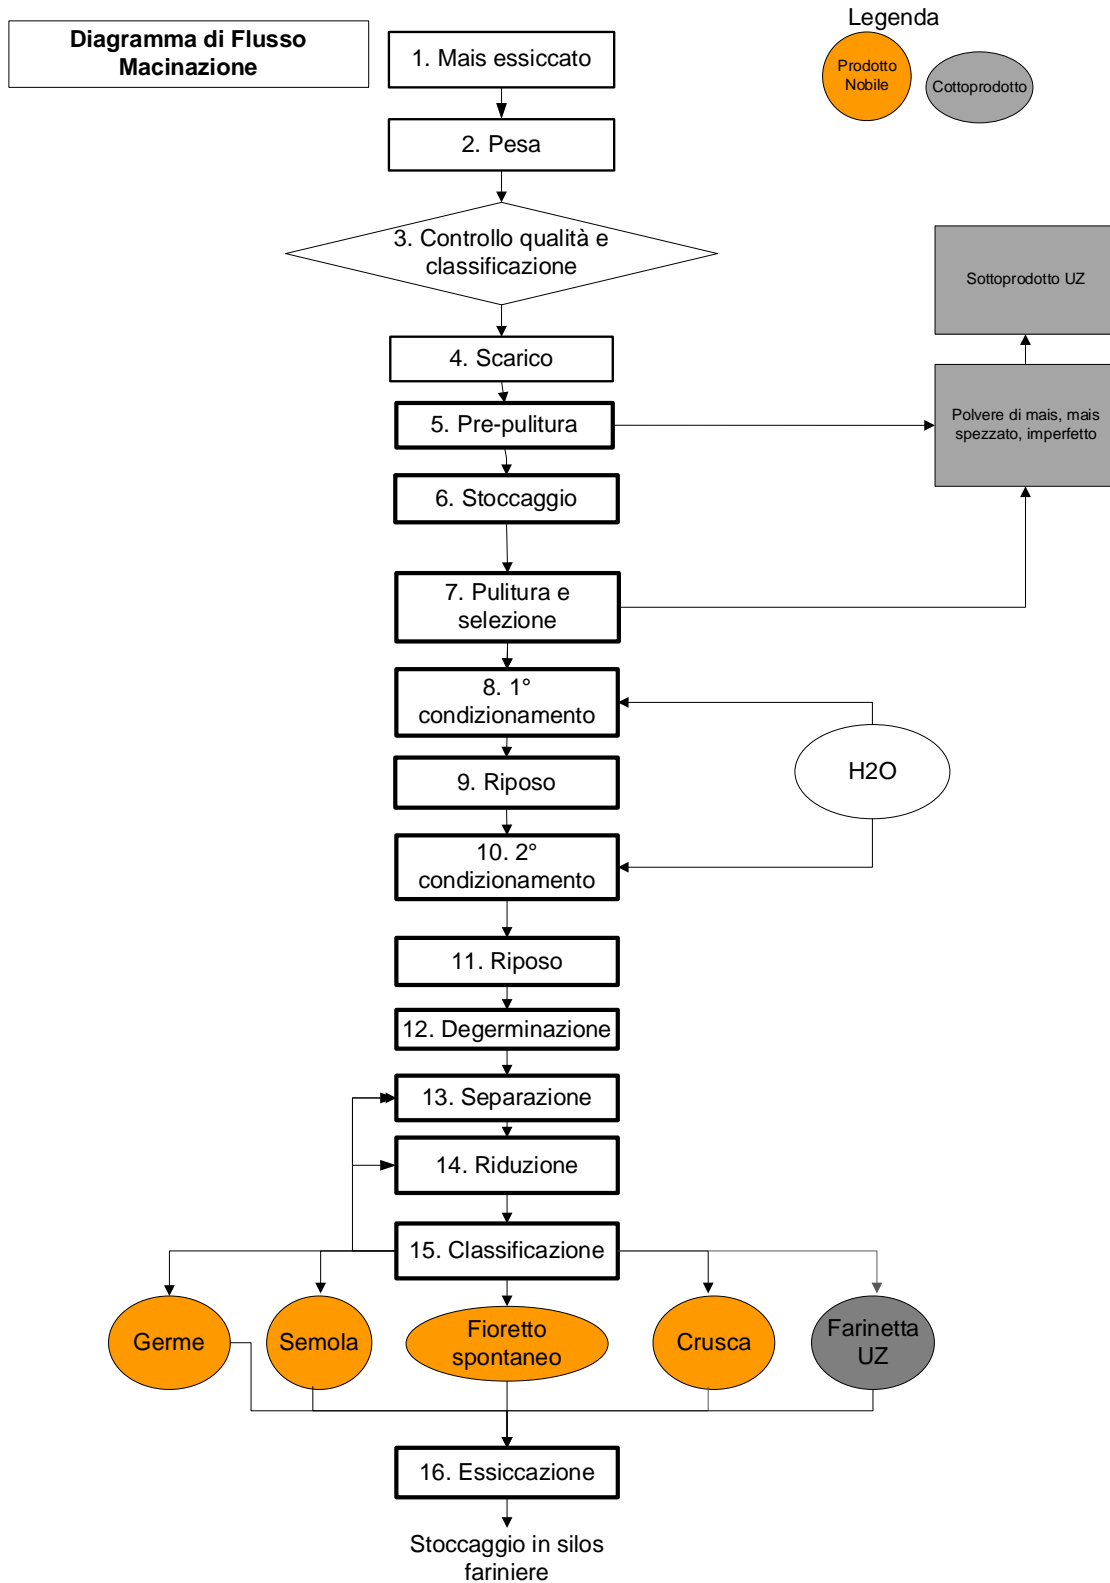 Diagramma di Flusso
Macinazione
Legenda
Prodotto
Nobile
Cottoprodotto
1. Mais essiccato
2. Pesa
3. Controllo qualità e
classificazione
4. Scarico
Sottoprodotto UZ
5. Pre-pulitura
Polvere di mais, mais
spezzato, imperfetto
6. Stoccaggio
7. Pulitura e
selezione
8. 1°
condizionamento
H2O
9. Riposo
10. 2°
condizionamento
11. Riposo
12. Degerminazione
13. Separazione
14. Riduzione
15. Classificazione
Germe
Semola
Fioretto
spontaneo
Crusca
Farinetta
UZ
16. Essiccazione
Stoccaggio in silos
fariniere